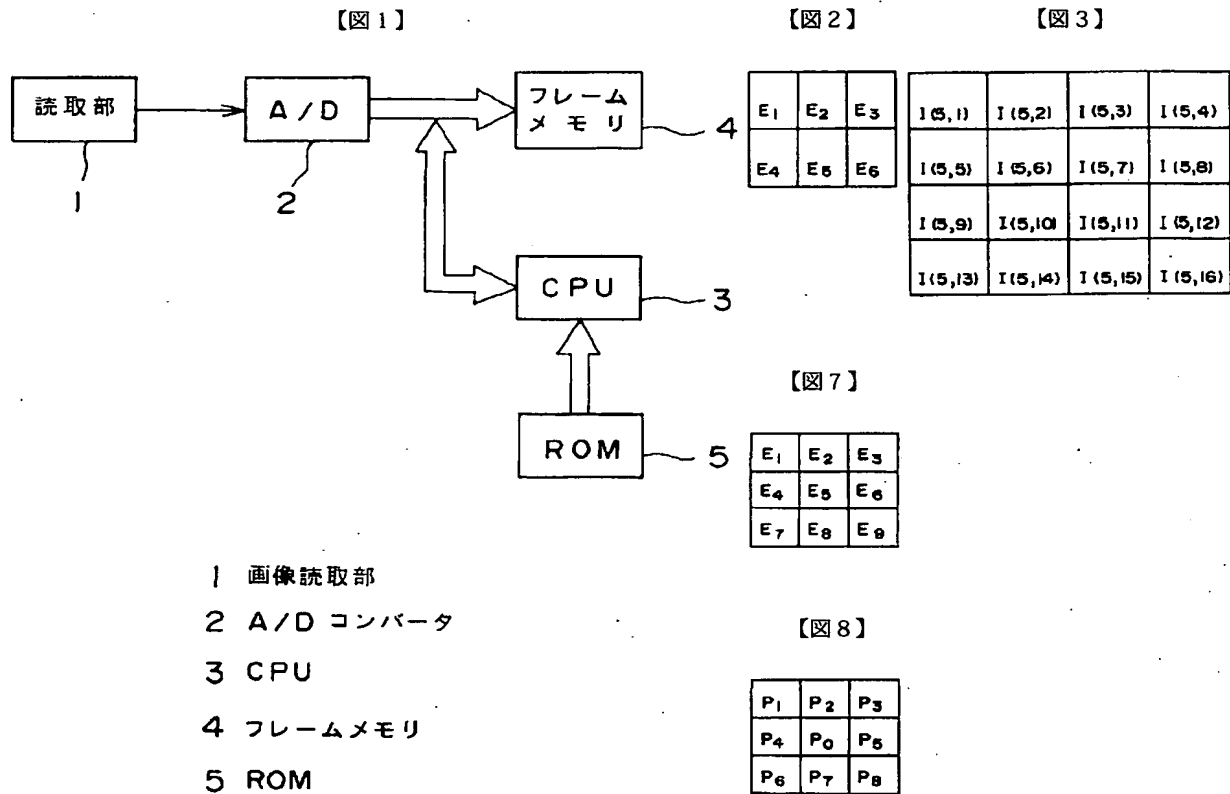 【図1】
読取部
A/D
フレーム
メモリ
1
2
4
CPU
3
ROM
5
1 画像読取部
2 A/D コンバータ
3 CPU
4 フレームメモリ
5 ROM
【図2】
E1 E2 E3
E4 E5 E6
【図3】
I(5,1) I(5,2) I(5,3) I(5,4)
I(5,5) I(5,6) I(5,7) I(5,8)
I(5,9) I(5,10) I(5,11) I(5,12)
I(5,13) I(5,14) I(5,15) I(5,16)
【図7】
E1 E2 E3
E4 E5 E6
E7 E8 E9
【図8】
P1 P2 P3
P4 P0 P5
P6 P7 P8